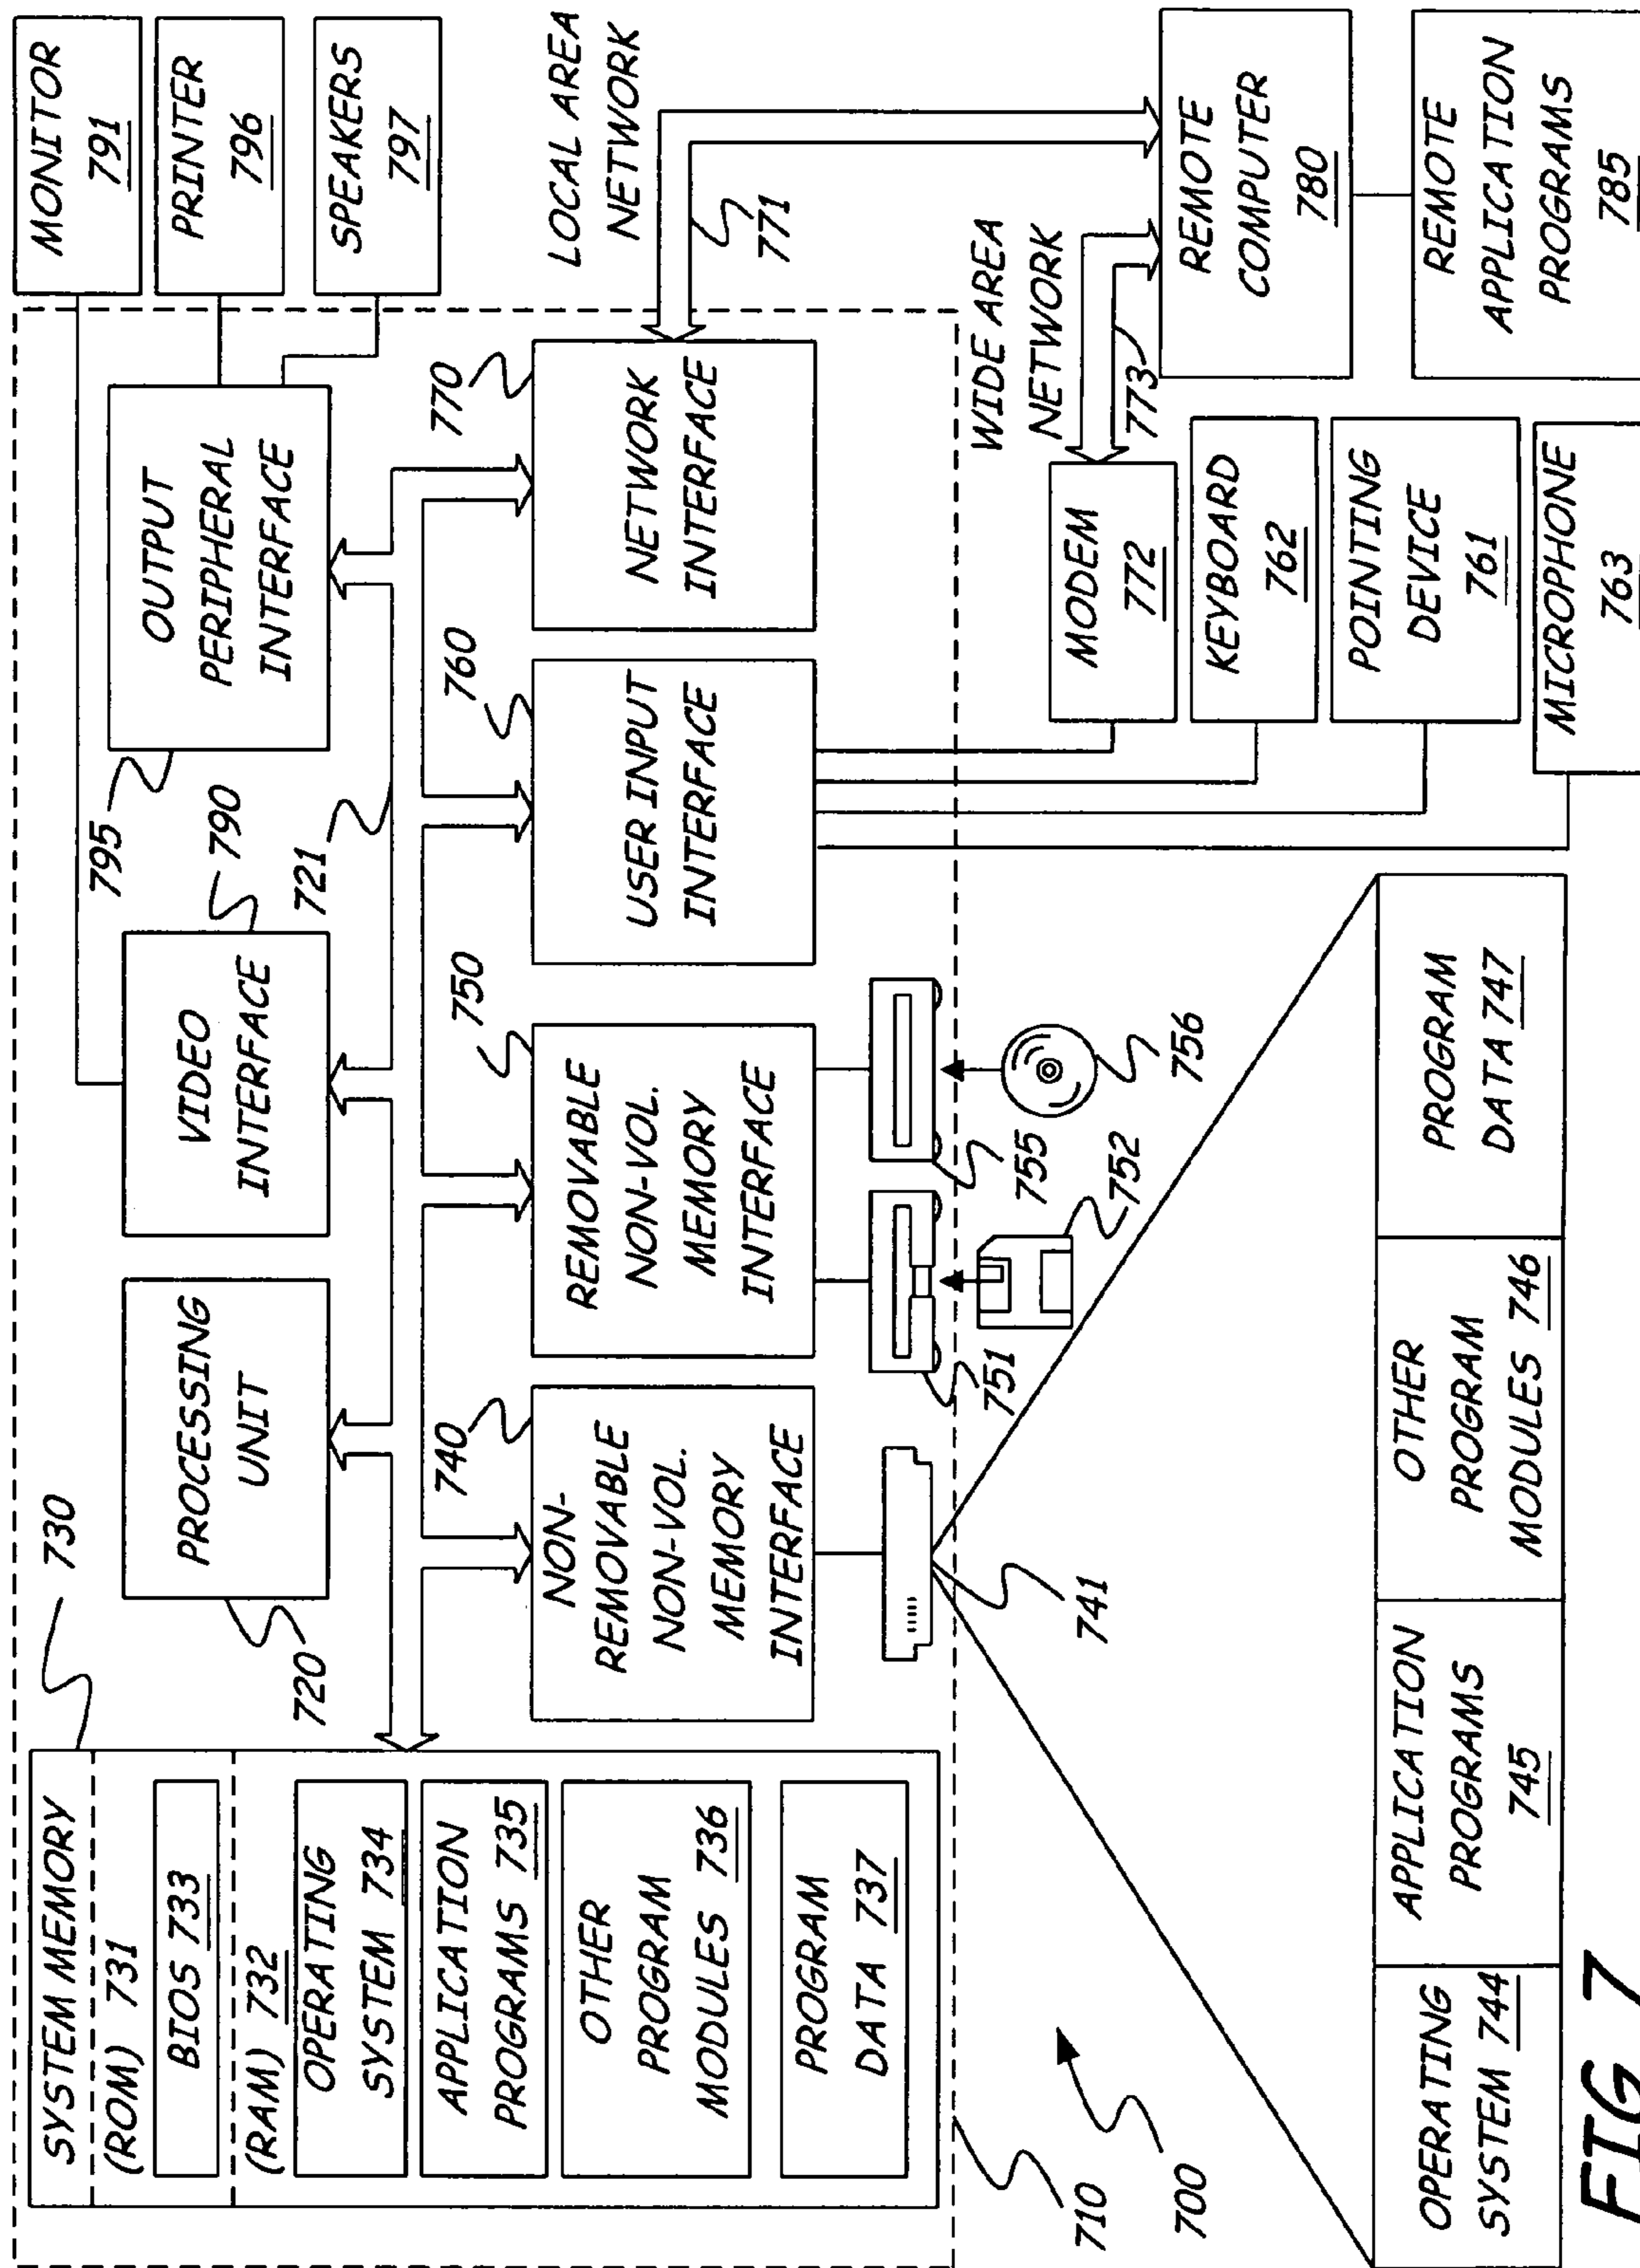 730
SYSTEM MEMORY
(ROM) 731
BIOS 733
(RAM) 732
OPERATING
SYSTEM 734
APPLICATION
PROGRAMS 735
OTHER
PROGRAM
MODULES 736
PROGRAM
DATA 737
PROCESSING
UNIT
720
VIDEO
INTERFACE
790
795
721
OUTPUT
PERIPHERAL
INTERFACE
MONITOR
791
PRINTER
796
SPEAKERS
797
740
NON-
REMOVABLE
NON-VOL.
MEMORY
INTERFACE
750
REMOVABLE
NON-VOL.
MEMORY
INTERFACE
760
USER INPUT
INTERFACE
770
NETWORK
INTERFACE
LOCAL AREA
NETWORK
771
741
751
752
755
756
WIDE AREA
NETWORK
773
MODEM
772
KEYBOARD
762
POINTING
DEVICE
761
MICROPHONE
763
REMOTE
COMPUTER
780
REMOTE
APPLICATION
PROGRAMS
785
710
700
OPERATING
SYSTEM 744
APPLICATION
PROGRAMS
745
OTHER
PROGRAM
MODULES 746
PROGRAM
DATA 747
FIG 7